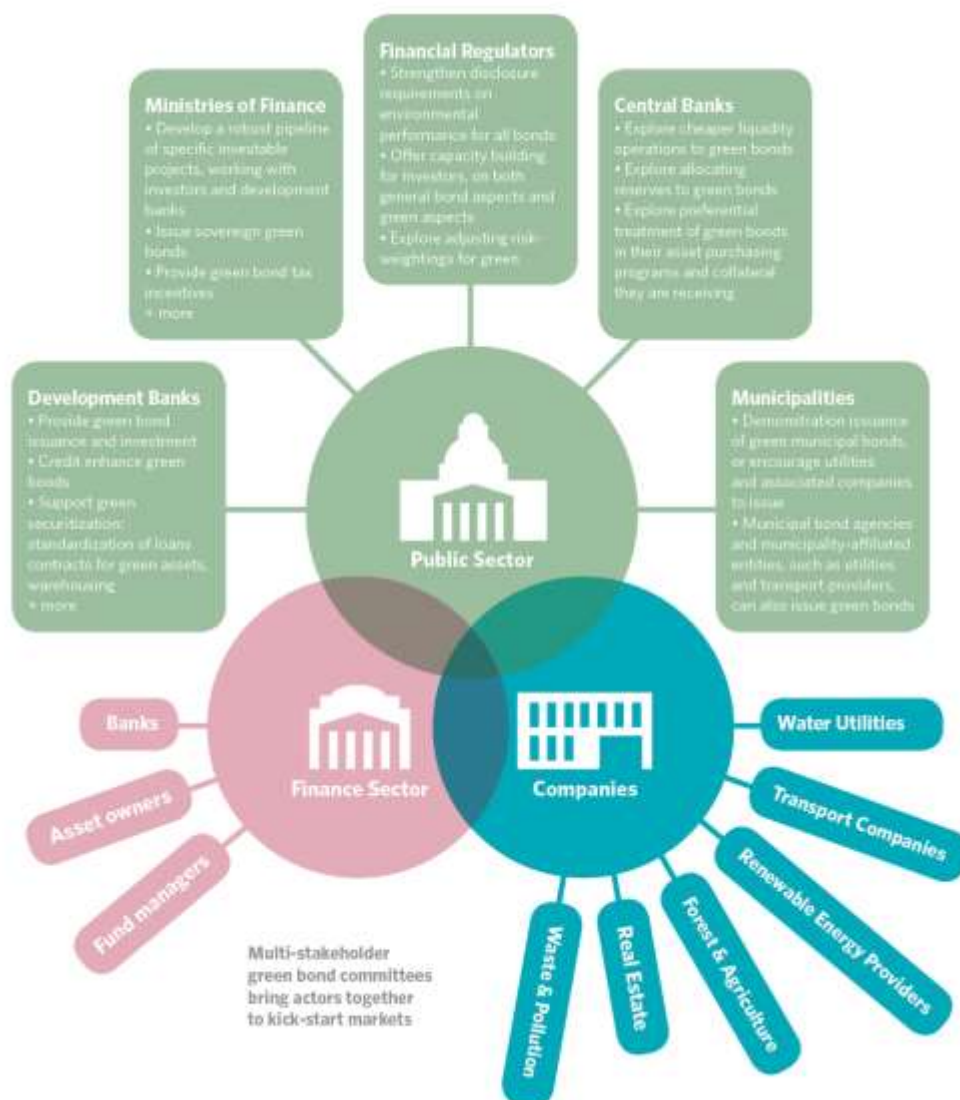 Financial Regulators
• Strengthen disclosure
requirements on
environmental
performance for all bonds
• Offer capacity building
for investors, on both
general bond aspects and
green aspects
• Explore adjusting risk-
weightings for green
Ministries of Finance
• Develop a robust pipeline
of specific investable
projects, working with
investors and development
banks
• Issue sovereign green
bonds
• Provide green bond tax
incentives
+ more
Central Banks
• Explore cheaper liquidity
operations to green bonds
• Explore allocating
reserves to green bonds
• Explore preferential
treatment of green bonds
in their asset purchasing
programs and collateral
they are receiving
Development Banks
• Provide green bond
issuance and investment
• Credit enhance green
bonds
• Support green
securitization:
standardization of loans
contracts for green assets,
warehousing
+ more
Municipalities
• Demonstration issuance
of green municipal bonds,
or encourage utilities
and associated companies
to issue
• Municipal bond agencies
and municipality-affiliated
entities, such as utilities
and transport providers,
can also issue green bonds
Public Sector
Finance Sector
Companies
Banks
Asset owners
Fund managers
Water Utilities
Transport Companies
Renewable Energy Providers
Forest & Agriculture
Real Estate
Waste & Pollution
Multi-stakeholder
green bond committees
bring actors together
to kick-start markets